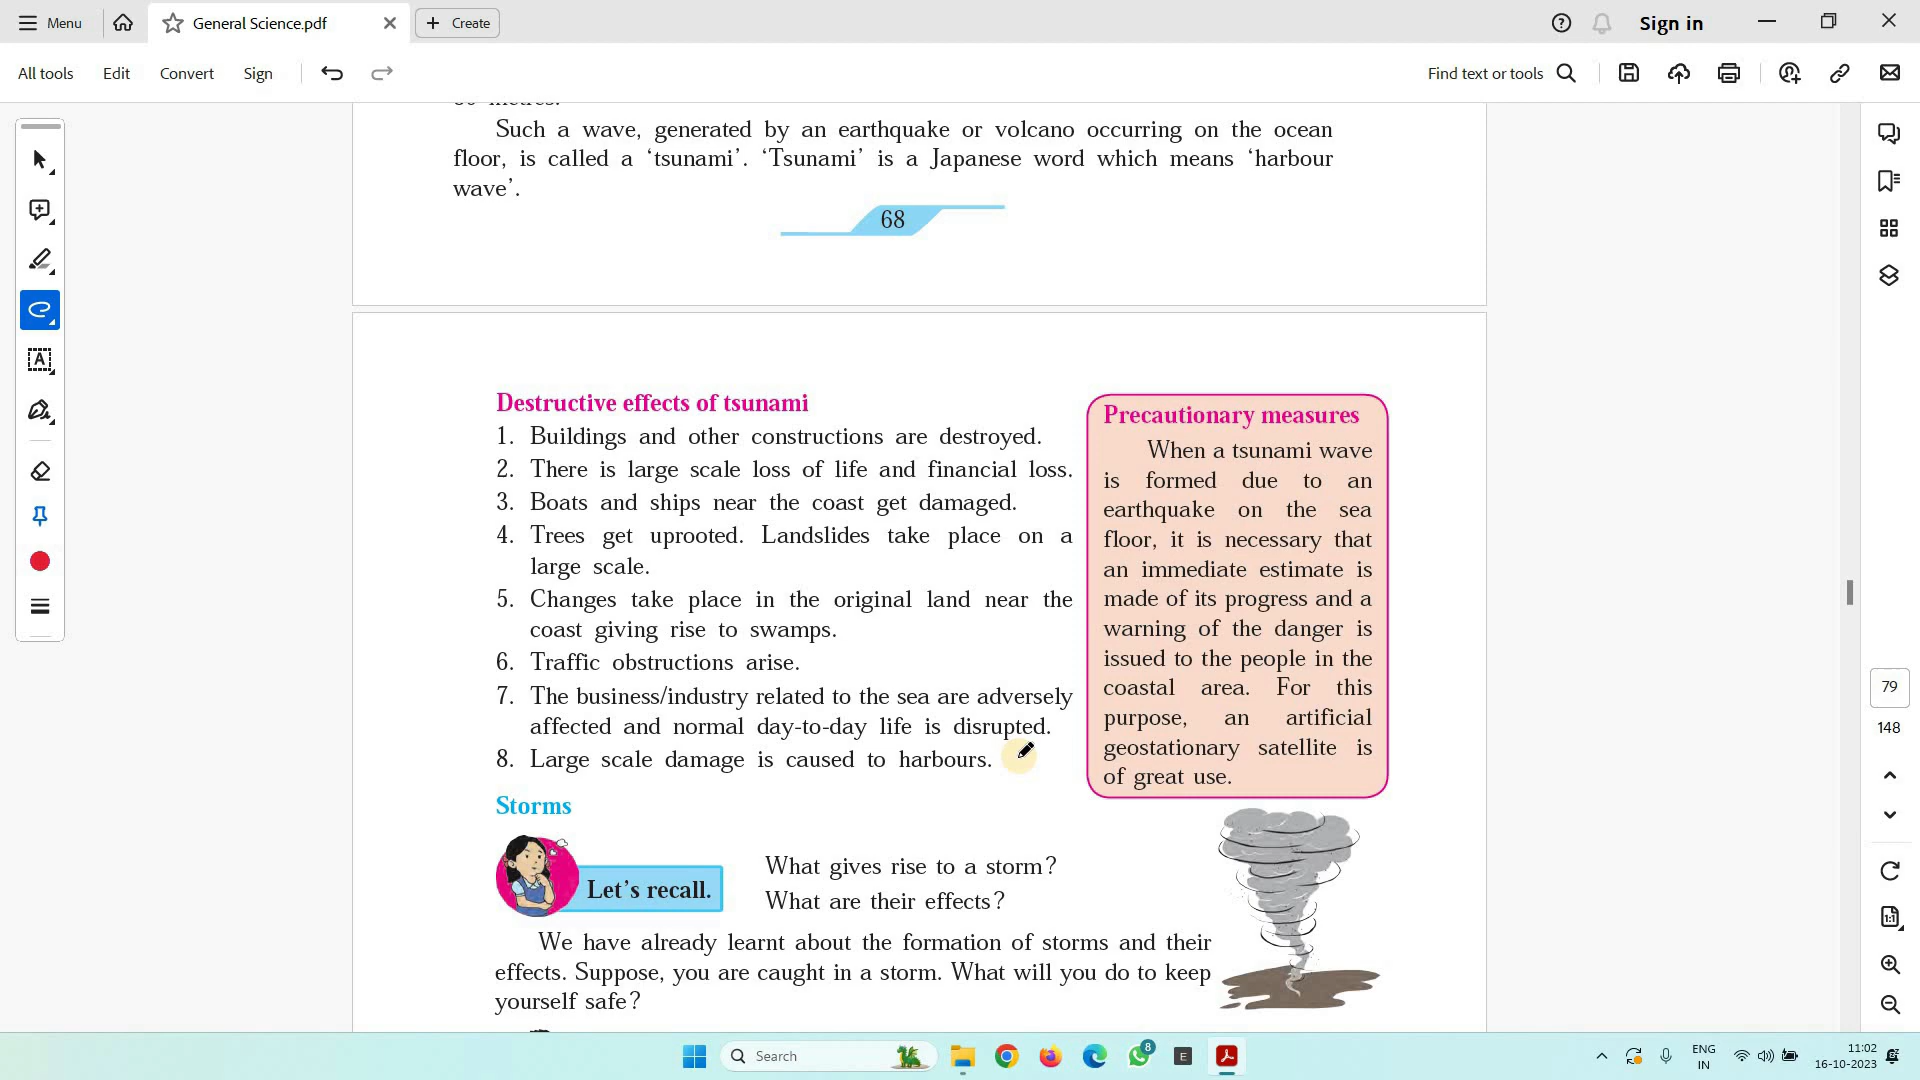 Menu
General Science.pdf
Create
Sign in
All tools
Edit
Convert
Sign
Find text or tools
Such a wave, generated by an earthquake or volcano occurring on the ocean
floor, is called a ‘tsunami’. ‘Tsunami’ is a Japanese word which means ‘harbour
wave’.
68
Destructive effects of tsunami
1. Buildings and other constructions are destroyed.
2. There is large scale loss of life and financial loss.
3. Boats and ships near the coast get damaged.
4. Trees get uprooted. Landslides take place on a
large scale.
5. Changes take place in the original land near the
coast giving rise to swamps.
6. Traffic obstructions arise.
7. The business/industry related to the sea are adversely
affected and normal day-to-day life is disrupted.
8. Large scale damage is caused to harbours.
Precautionary measures
When a tsunami wave
is formed due to an
earthquake on the sea
floor, it is necessary that
an immediate estimate is
made of its progress and a
warning of the danger is
issued to the people in the
coastal area. For this
purpose, an artificial
geostationary satellite is
of great use.
Storms
Let’s recall.
What gives rise to a storm?
What are their effects?
We have already learnt about the formation of storms and their
effects. Suppose, you are caught in a storm. What will you do to keep
yourself safe?
79
148
Search
8
E
ENG
IN
11:02
16-10-2023